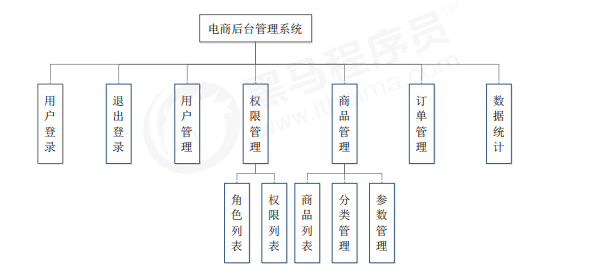 电商后台管理系统
用户登录
退出登录
用户管理
权限管理
商品管理
订单管理
数据统计
角色列表
权限列表
商品列表
分类管理
参数管理
黑马程序员™
www.itheima.com